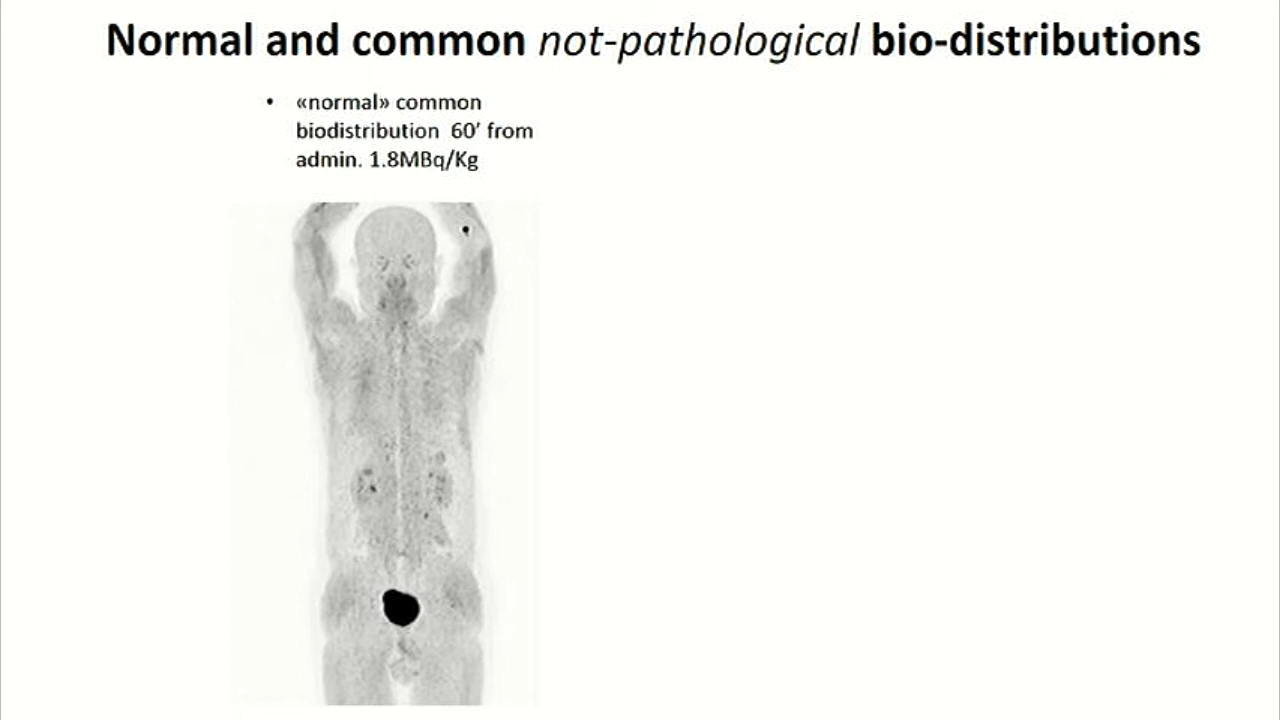 Normal and common not-pathological bio-distributions
• «normal» common
biodistribution 60’ from
admin. 1.8MBq/Kg